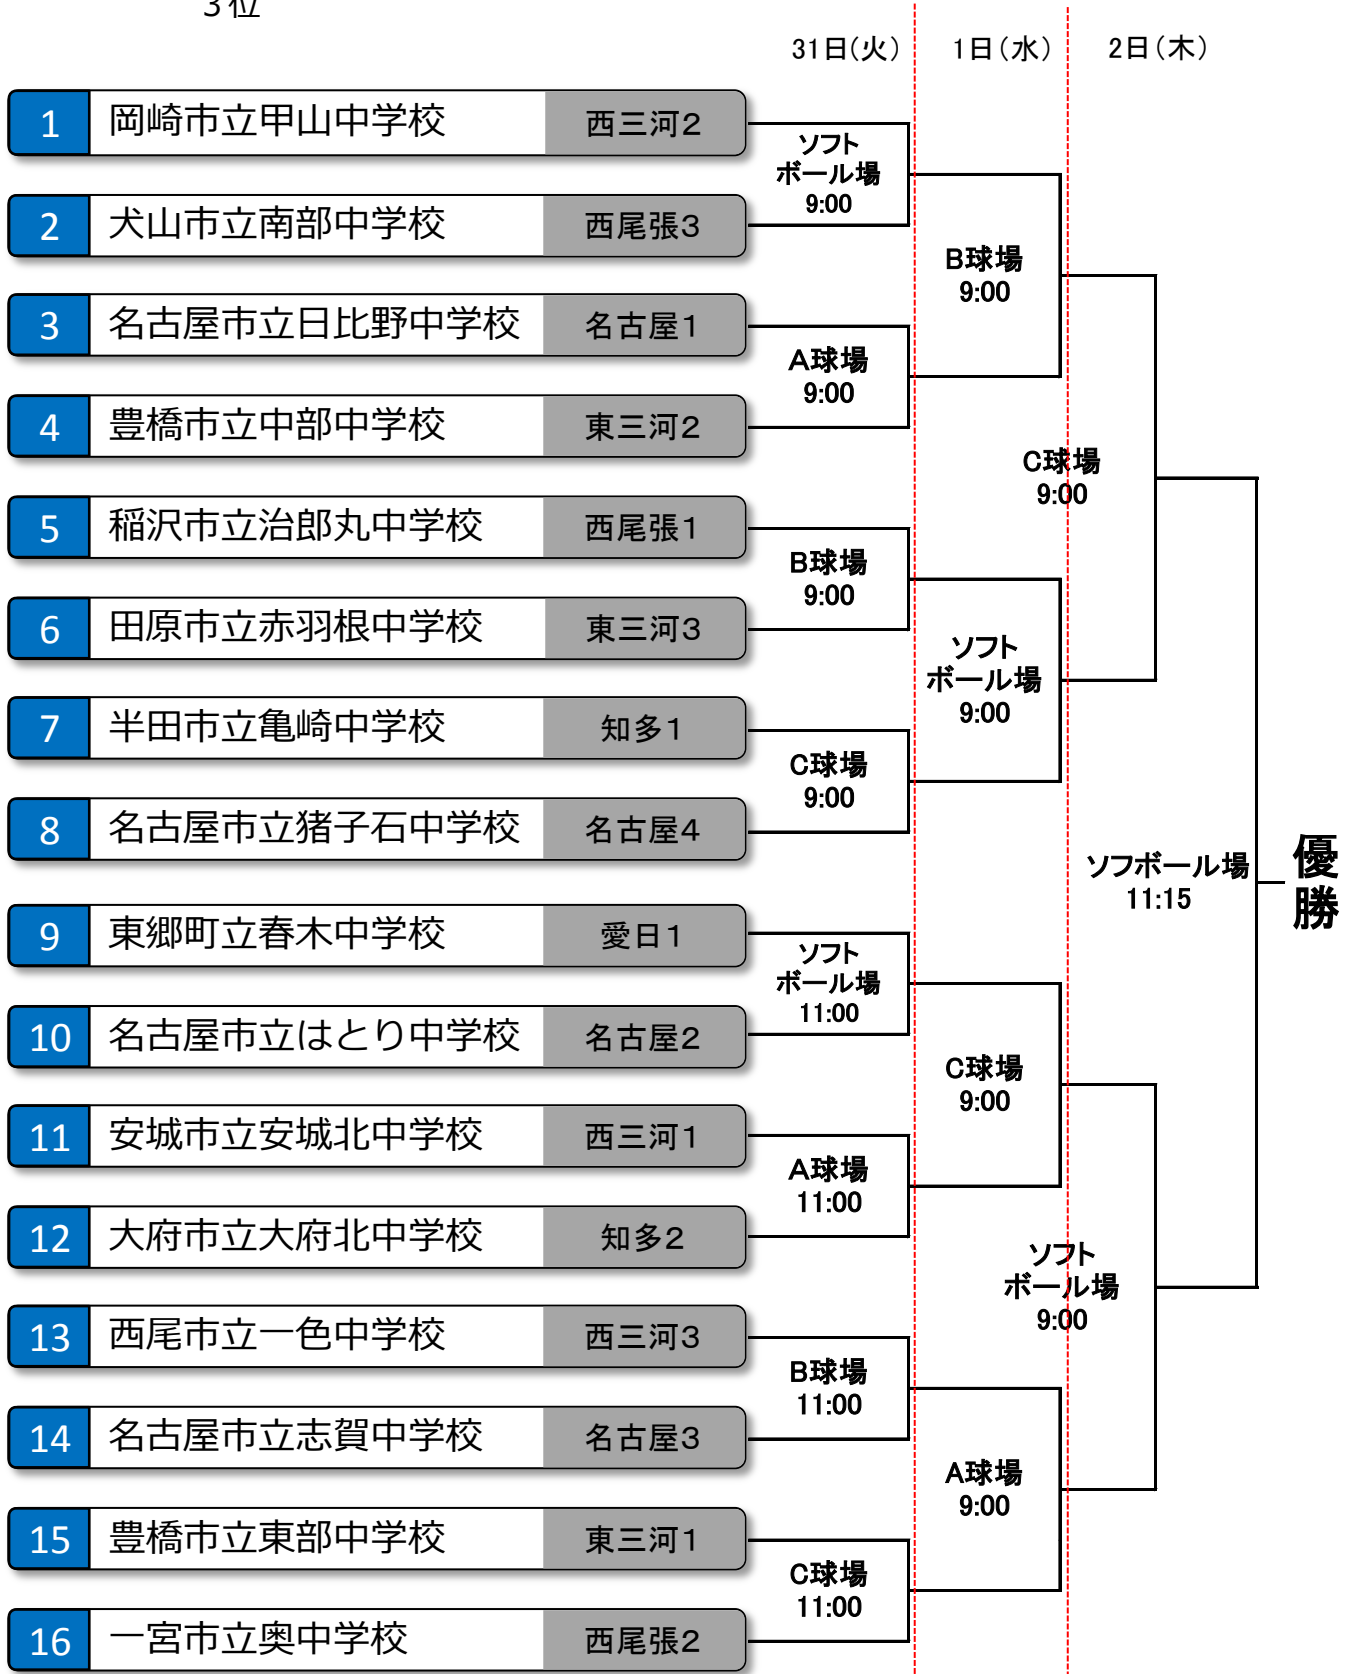 3位
31日(火) 1日(水) 2日(木)
1 岡崎市立甲山中学校 西三河2
ソフト
ボール場
9:00
2 犬山市立南部中学校 西尾張3
B球場
9:00
3 名古屋市立日比野中学校 名古屋1
A球場
9:00
4 豊橋市立中部中学校 東三河2
C球場
9:00
5 稲沢市立治郎丸中学校 西尾張1
B球場
9:00
6 田原市立赤羽根中学校 東三河3
ソフト
ボール場
9:00
7 半田市立亀崎中学校 知多1
C球場
9:00
8 名古屋市立猪子石中学校 名古屋4
ソフボール場
11:15
優勝
9 東郷町立春木中学校 愛日1
ソフト
ボール場
11:00
10 名古屋市立はとり中学校 名古屋2
C球場
9:00
11 安城市立安城北中学校 西三河1
A球場
11:00
12 大府市立大府北中学校 知多2
ソフト
ボール場
9:00
13 西尾市立一色中学校 西三河3
B球場
11:00
14 名古屋市立志賀中学校 名古屋3
A球場
9:00
15 豊橋市立東部中学校 東三河1
C球場
11:00
16 一宮市立奥中学校 西尾張2